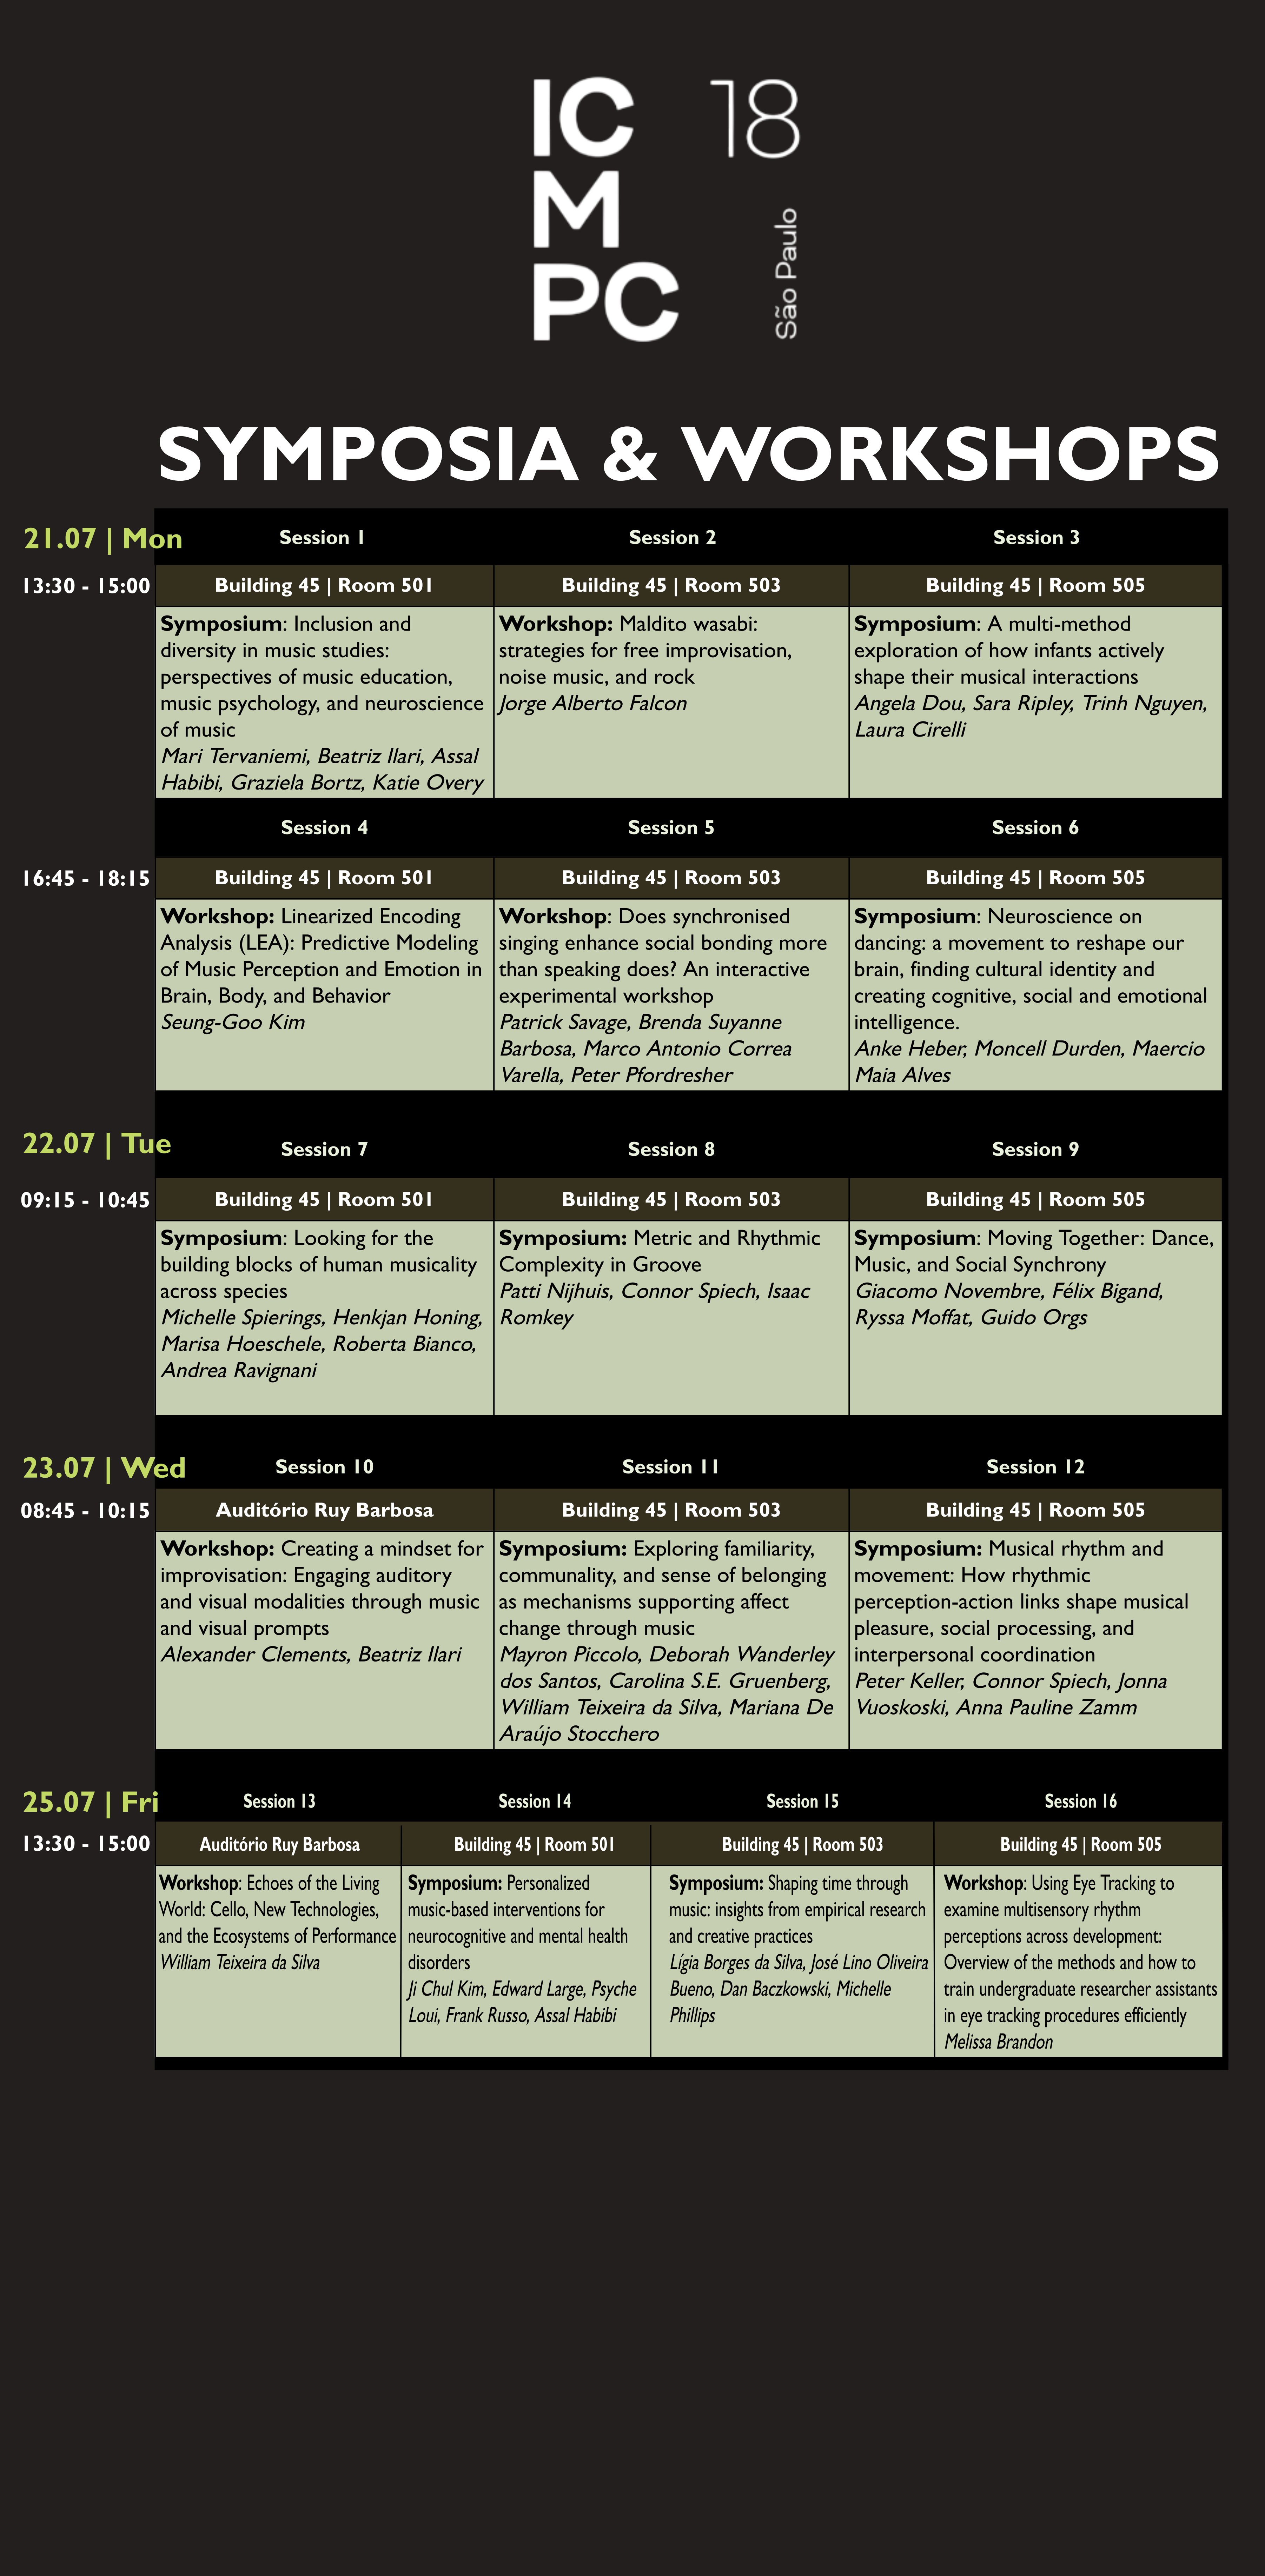 IC
M
PC
18
São Paulo
SYMPOSIA & WORKSHOPS
21.07 | Mon
Session 1
Session 2
Session 3
13:30 - 15:00
Building 45 | Room 501
Building 45 | Room 503
Building 45 | Room 505
Symposium: Inclusion and
diversity in music studies:
perspectives of music education,
music psychology, and neuroscience
of music
Mari Tervaniemi, Beatriz Ilari, Assal
Habibi, Graziela Bortz, Katie Overy
Workshop: Maldito wasabi:
strategies for free improvisation,
noise music, and rock
Jorge Alberto Falcon
Symposium: A multi-method
exploration of how infants actively
shape their musical interactions
Angela Dou, Sara Ripley, Trinh Nguyen,
Laura Cirelli
Session 4
Session 5
Session 6
16:45 - 18:15
Building 45 | Room 501
Building 45 | Room 503
Building 45 | Room 505
Workshop: Linearized Encoding
Analysis (LEA): Predictive Modeling
of Music Perception and Emotion in
Brain, Body, and Behavior
Seung-Goo Kim
Workshop: Does synchronised
singing enhance social bonding more
than speaking does? An interactive
experimental workshop
Patrick Savage, Brenda Suyanne
Barbosa, Marco Antonio Correa
Varella, Peter Pfordresher
Symposium: Neuroscience on
dancing: a movement to reshape our
brain, finding cultural identity and
creating cognitive, social and emotional
intelligence.
Anke Heber, Moncell Durden, Maercio
Maia Alves
22.07 | Tue
Session 7
Session 8
Session 9
09:15 - 10:45
Building 45 | Room 501
Building 45 | Room 503
Building 45 | Room 505
Symposium: Looking for the
building blocks of human musicality
across species
Michelle Spierings, Henkjan Honing,
Marisa Hoeschele, Roberta Bianco,
Andrea Ravignani
Symposium: Metric and Rhythmic
Complexity in Groove
Patti Nijhuis, Connor Spiech, Isaac
Romkey
Symposium: Moving Together: Dance,
Music, and Social Synchrony
Giacomo Novembre, Félix Bigand,
Ryssa Moffat, Guido Orgs
23.07 | Wed
Session 10
Session 11
Session 12
08:45 - 10:15
Auditório Ruy Barbosa
Building 45 | Room 503
Building 45 | Room 505
Workshop: Creating a mindset for
improvisation: Engaging auditory
and visual modalities through music
and visual prompts
Alexander Clements, Beatriz Ilari
Symposium: Exploring familiarity,
communality, and sense of belonging
as mechanisms supporting affect
change through music
Mayron Piccolo, Deborah Wanderley
dos Santos, Carolina S.E. Gruenberg,
William Teixeira da Silva, Mariana De
Araújo Stocchero
Symposium: Musical rhythm and
movement: How rhythmic
perception-action links shape musical
pleasure, social processing, and
interpersonal coordination
Peter Keller, Connor Spiech, Jonna
Vuoskoski, Anna Pauline Zamm
25.07 | Fri
Session 13
Session 14
Session 15
Session 16
13:30 - 15:00
Auditório Ruy Barbosa
Building 45 | Room 501
Building 45 | Room 503
Building 45 | Room 505
Workshop: Echoes of the Living
World: Cello, New Technologies,
and the Ecosystems of Performance
William Teixeira da Silva
Symposium: Personalized
music-based interventions for
neurocognitive and mental health
disorders
Ji Chul Kim, Edward Large, Psyche
Loui, Frank Russo, Assal Habibi
Symposium: Shaping time through
music: insights from empirical research
and creative practices
Lígia Borges da Silva, José Lino Oliveira
Bueno, Dan Baczkowski, Michelle
Phillips
Workshop: Using Eye Tracking to
examine multisensory rhythm
perceptions across development:
Overview of the methods and how to
train undergraduate researcher assistants
in eye tracking procedures efficiently
Melissa Brandon